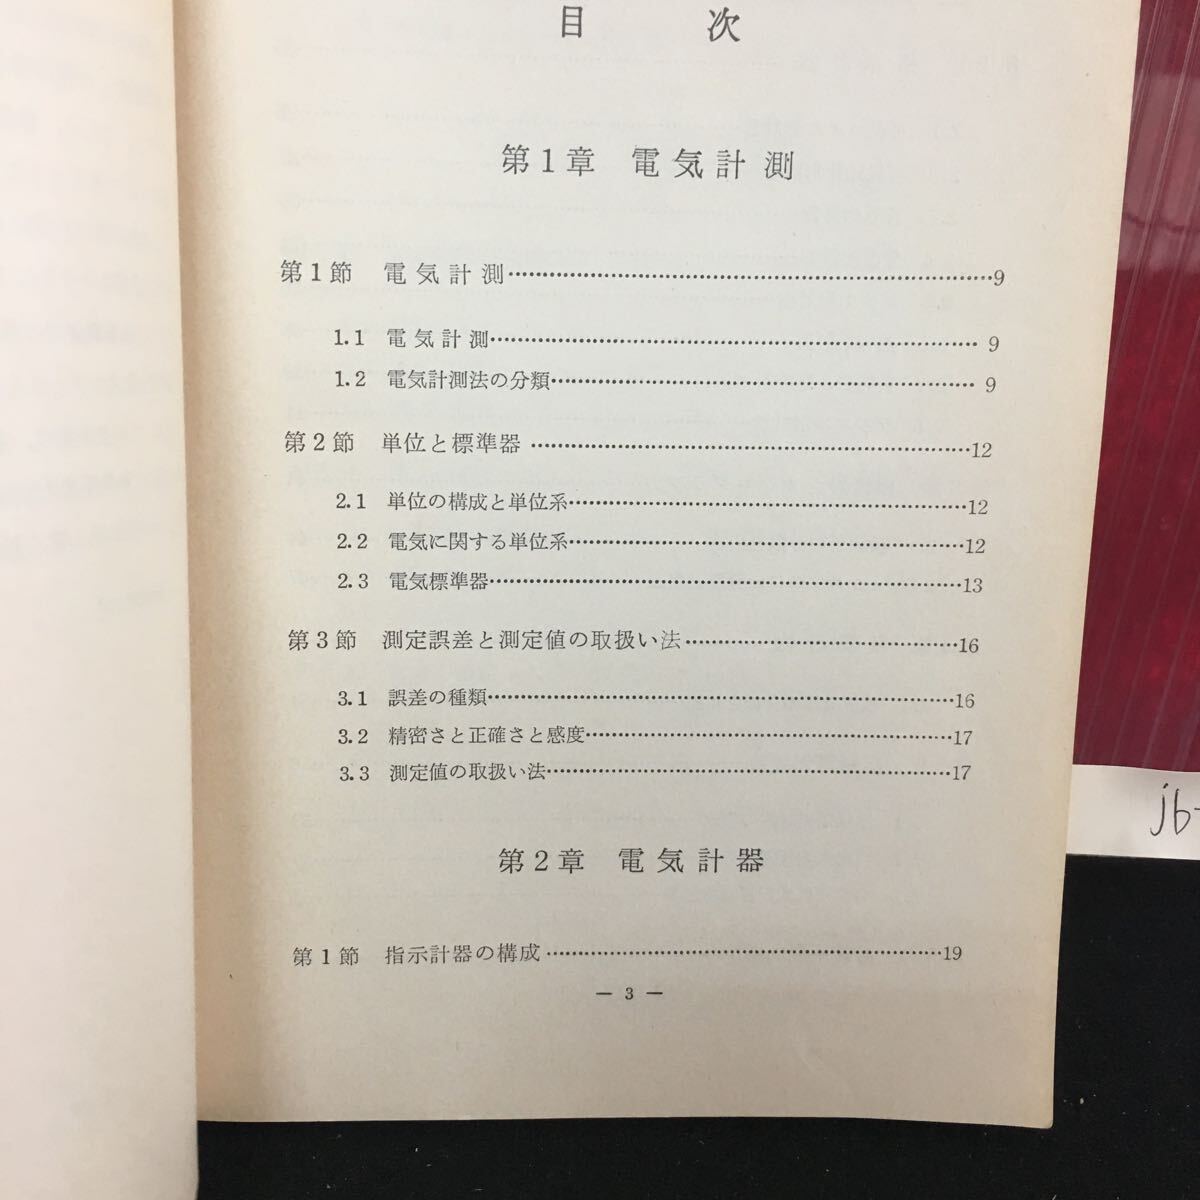 目次
第1章 電気計測
第1節 電気計測……………………………9
1.1 電気計測……………………………9
1.2 電気計測法の分類……………………………9
第2節 単位と標準器……………………………12
2.1 単位の構成と単位系……………………………12
2.2 電気に関する単位系……………………………12
2.3 電気標準器……………………………13
第3節 測定誤差と測定値の取扱い法……………………………16
3.1 誤差の種類……………………………16
3.2 精密さと正確さと感度……………………………17
3.3 測定値の取扱い法……………………………17
第2章 電気計器
第1節 指示計器の構成……………………………19
— 3 —
jb-